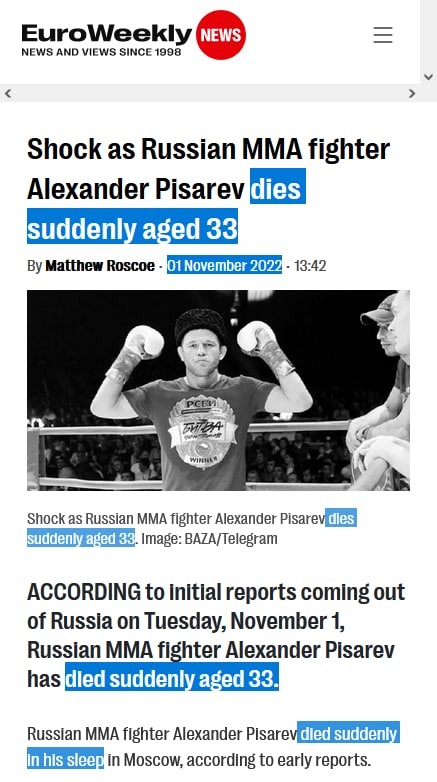 EuroWeekly NEWS
NEWS AND VIEWS SINCE 1998
Shock as Russian MMA fighter
Alexander Pisarev dies
suddenly aged 33
By Matthew Roscoe · 01 November 2022 · 13:42
РСБИ
БИТВА
WINNER
Shock as Russian MMA fighter Alexander Pisarev dies
suddenly aged 33. Image: BAZA/Telegram
ACCORDING to initial reports coming out
of Russia on Tuesday, November 1,
Russian MMA fighter Alexander Pisarev
has died suddenly aged 33.
Russian MMA fighter Alexander Pisarev died suddenly
in his sleep in Moscow, according to early reports.